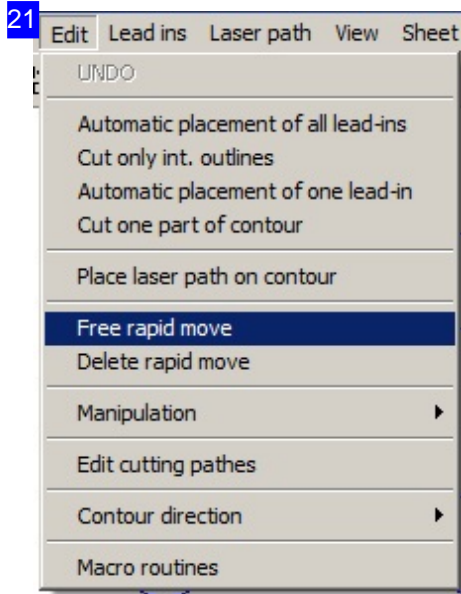 21
Edit Lead ins Laser path View Sheet
UNDO
Automatic placement of all lead-ins
Cut only int. outlines
Automatic placement of one lead-in
Cut one part of contour
Place laser path on contour
Free rapid move
Delete rapid move
Manipulation
Edit cutting pathes
Contour direction
Macro routines